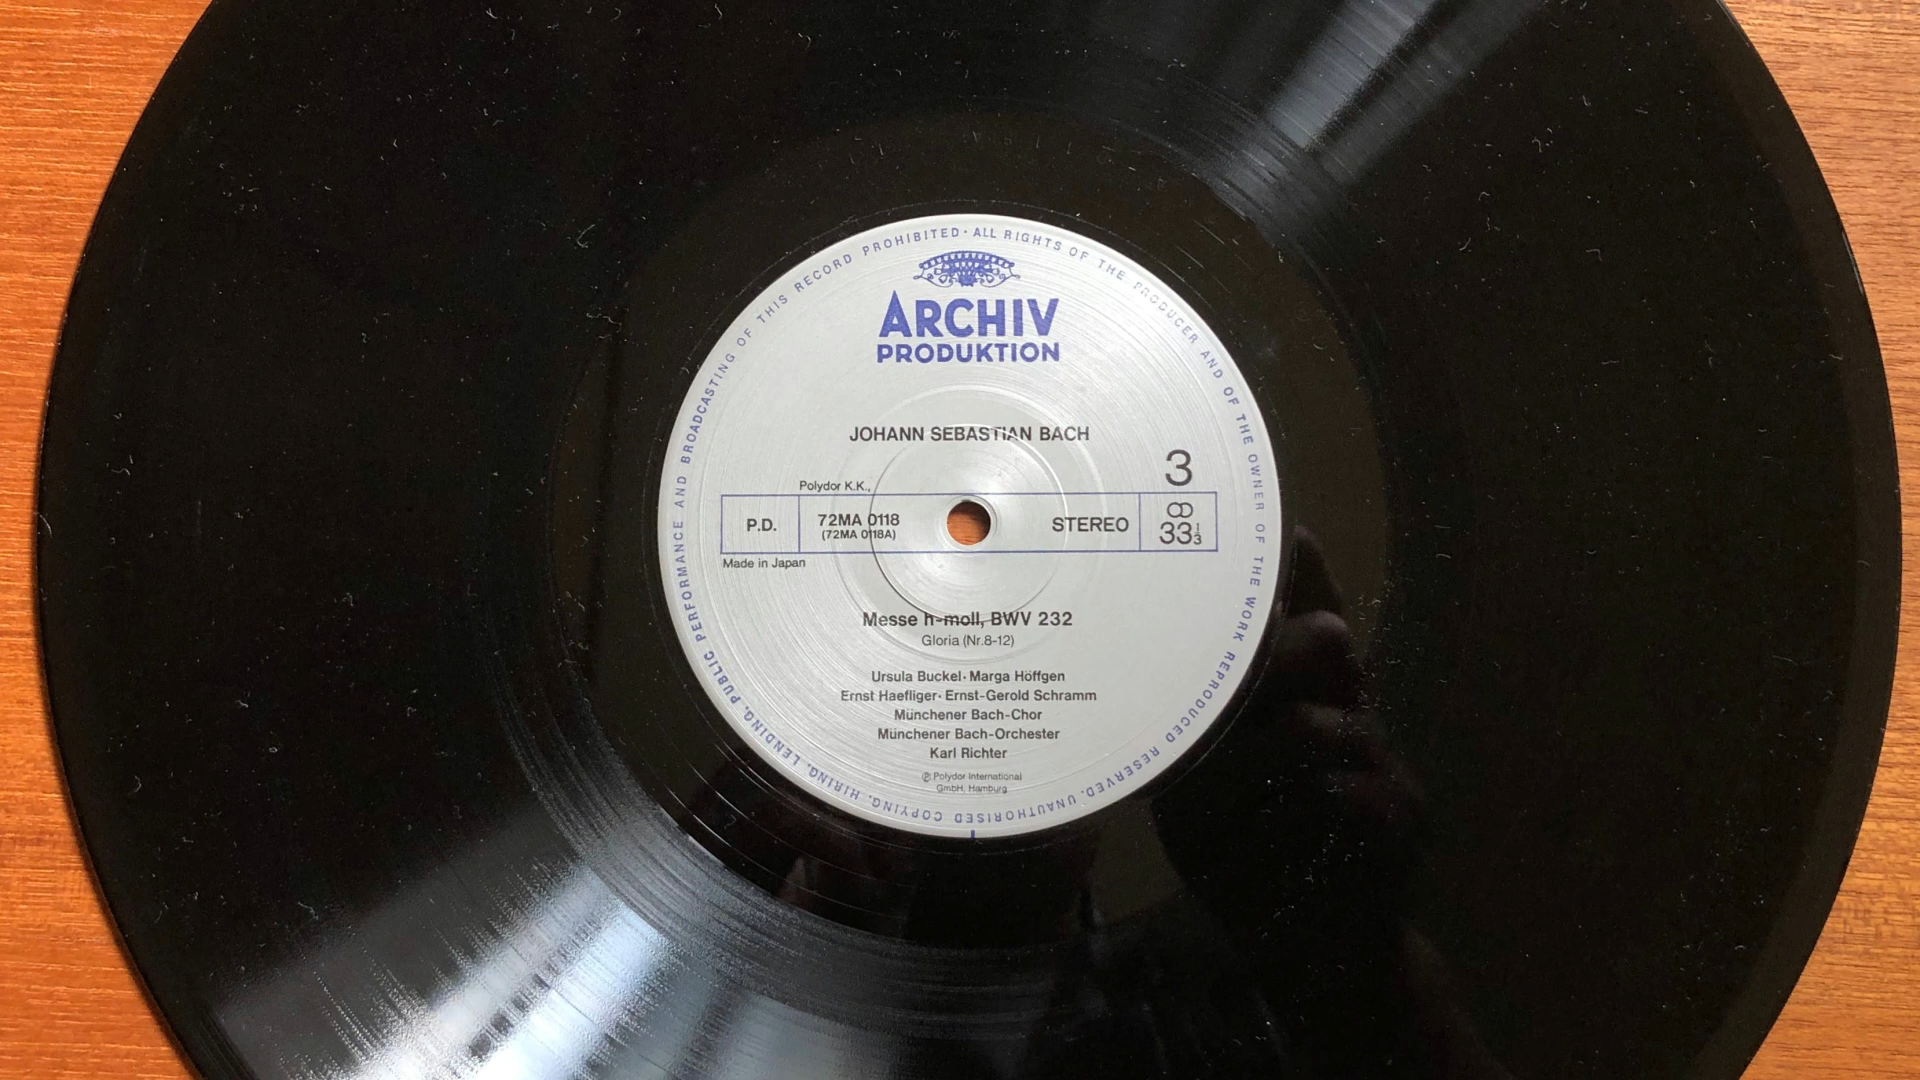 PUBLIC PERFORMANCE AND BROADCASTING OF THIS RECORD PROHIBITED · ALL RIGHTS OF THE PRODUCER AND OF THE OWNER OF THE WORK REPRODUCED RESERVED. UNAUTHORISED COPYING, HIRING, LENDING,
ARCHIV
PRODUKTION
JOHANN SEBASTIAN BACH
3
Polydor K.K.,
P.D. 72MA 0118 STEREO 33⅓
(72MA 0118A)
Made in Japan
Messe h-moll, BWV 232
Gloria (Nr.8-12)
Ursula Buckel · Marga Höffgen
Ernst Haefliger · Ernst-Gerold Schramm
Münchener Bach-Chor
Münchener Bach-Orchester
Karl Richter
Ⓟ Polydor International
GmbH, Hamburg